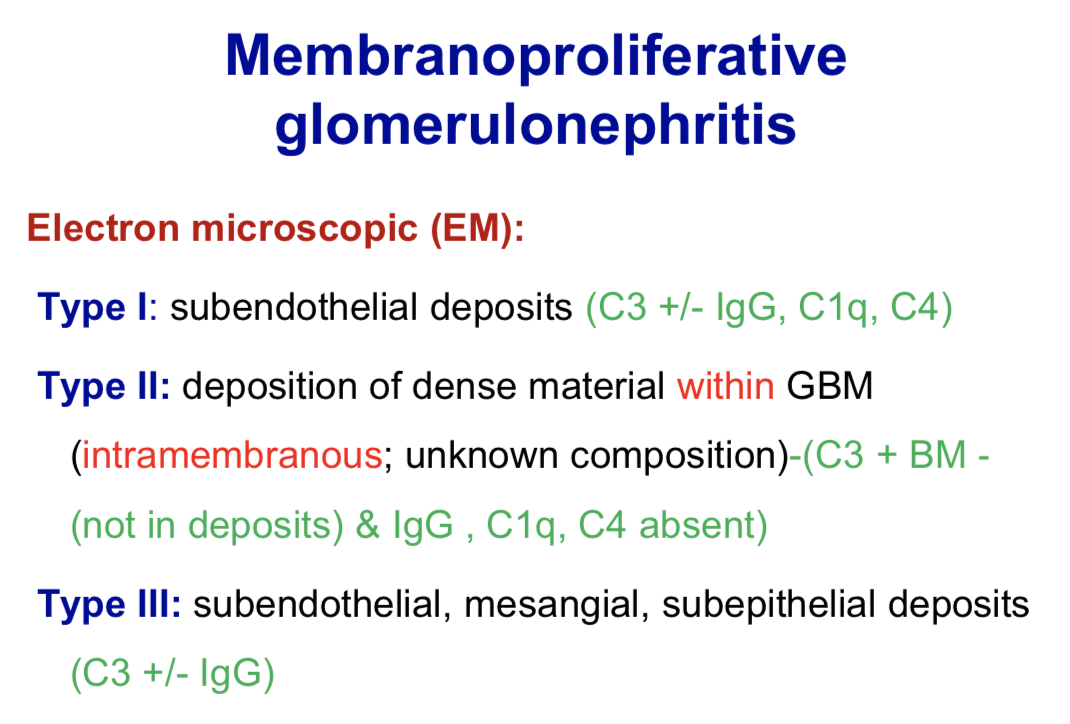 Membranoproliferative
glomerulonephritis
Electron microscopic (EM):
Type I: subendothelial deposits (C3 +/- IgG, C1q, C4)
Type II: deposition of dense material within GBM
(intramembranous; unknown composition)-(C3 + BM -
(not in deposits) & IgG , C1q, C4 absent)
Type III: subendothelial, mesangial, subepithelial deposits
(C3 +/- IgG)